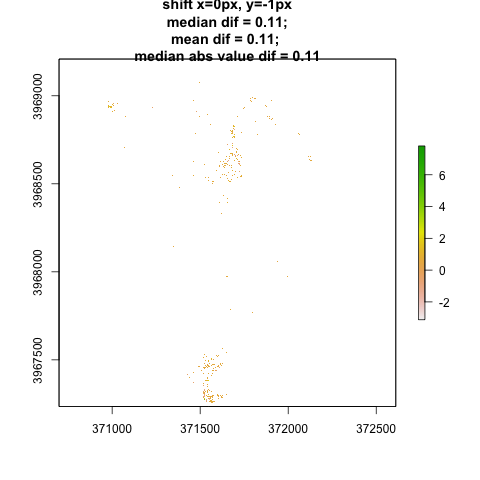 shift x=0px, y=-1px
median dif = 0.11;
mean dif = 0.11;
median abs value dif = 0.11
3969000
3968500
3968000
3967500
371000 371500 372000 372500
6
4
2
0
-2